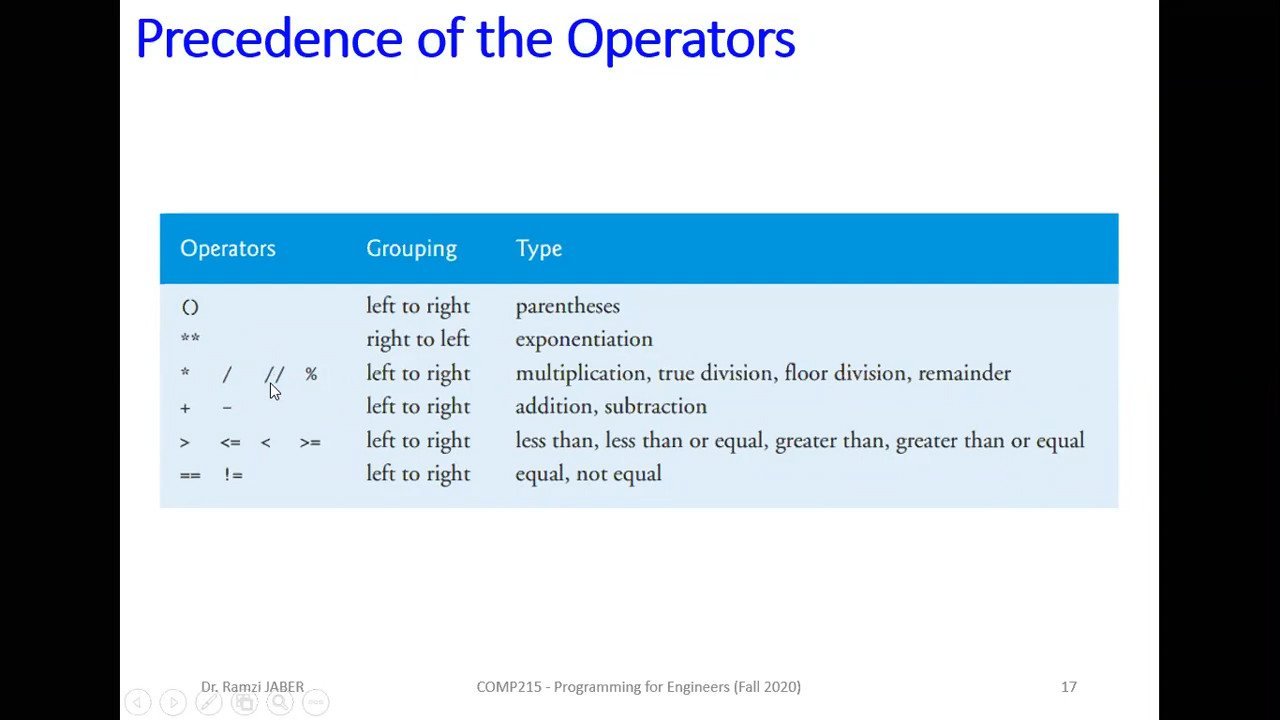 Precedence of the Operators
Operators Grouping Type
() left to right parentheses
** right to left exponentiation
* / // % left to right multiplication, true division, floor division, remainder
+ - left to right addition, subtraction
> <= < >= left to right less than, less than or equal, greater than, greater than or equal
== != left to right equal, not equal
Dr. Ramzi JABER COMP215 - Programming for Engineers (Fall 2020) 17